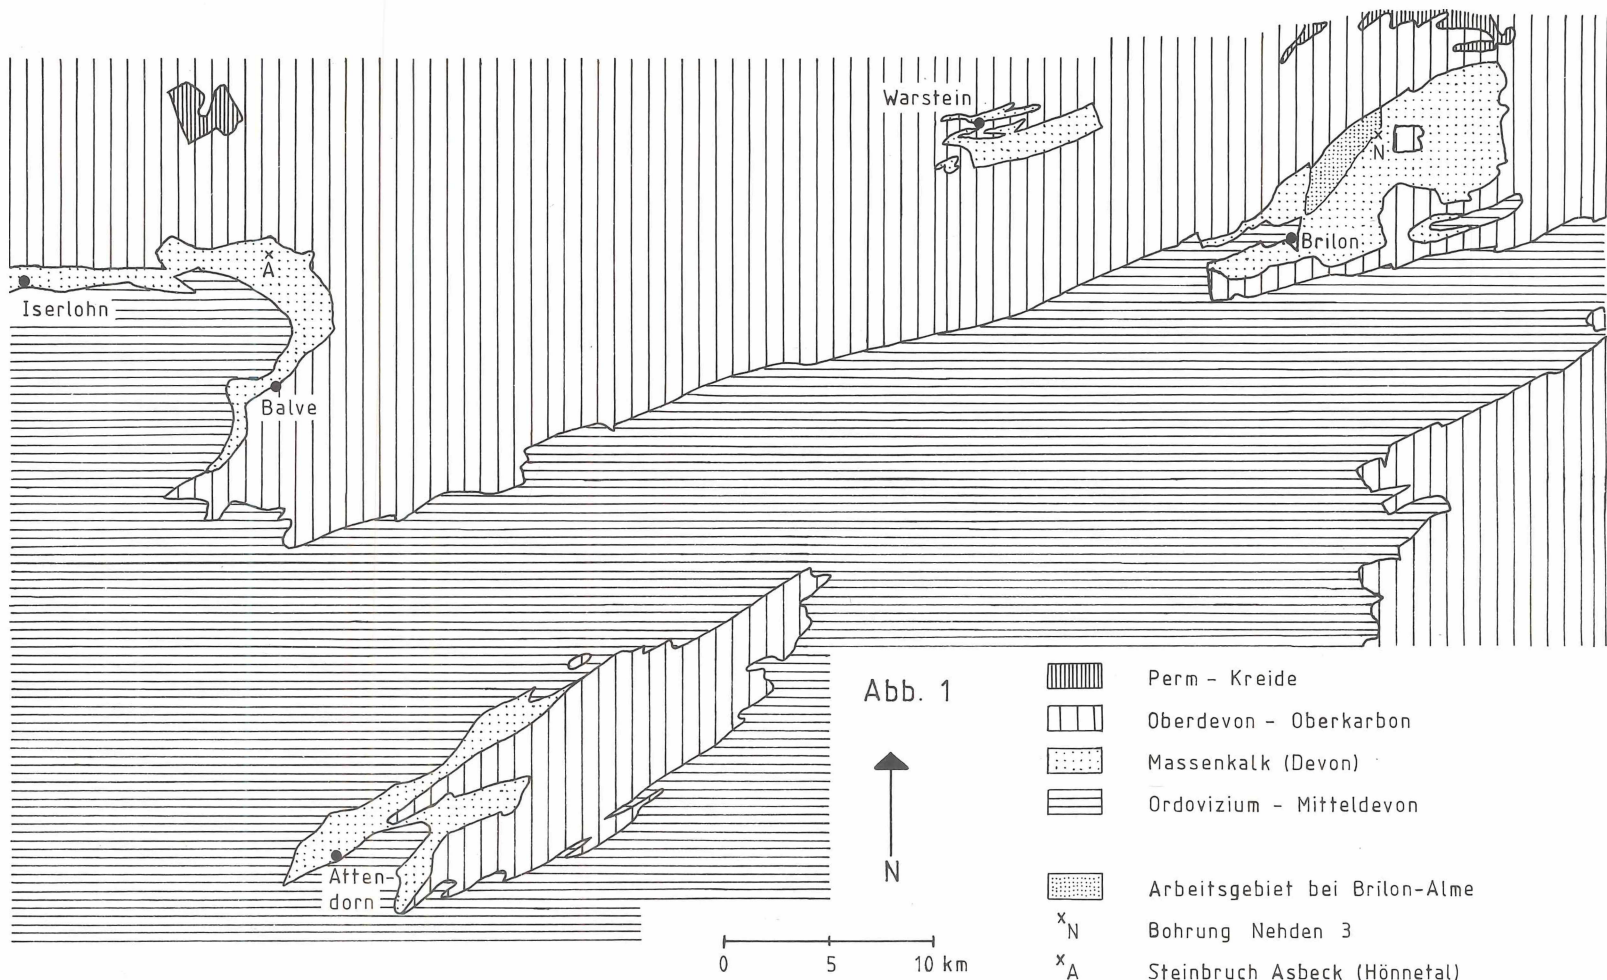 Warstein
N
Brilon
A
Iserlohn
Balve
Atten-
dorn
Abb. 1
N
0 5 10 km
Perm - Kreide
Oberdevon - Oberkarbon
Massenkalk (Devon)
Ordovizium - Mitteldevon
Arbeitsgebiet bei Brilon-Alme
x N Bohrung Nehden 3
x A Steinbruch Asbeck (Hönnetal)